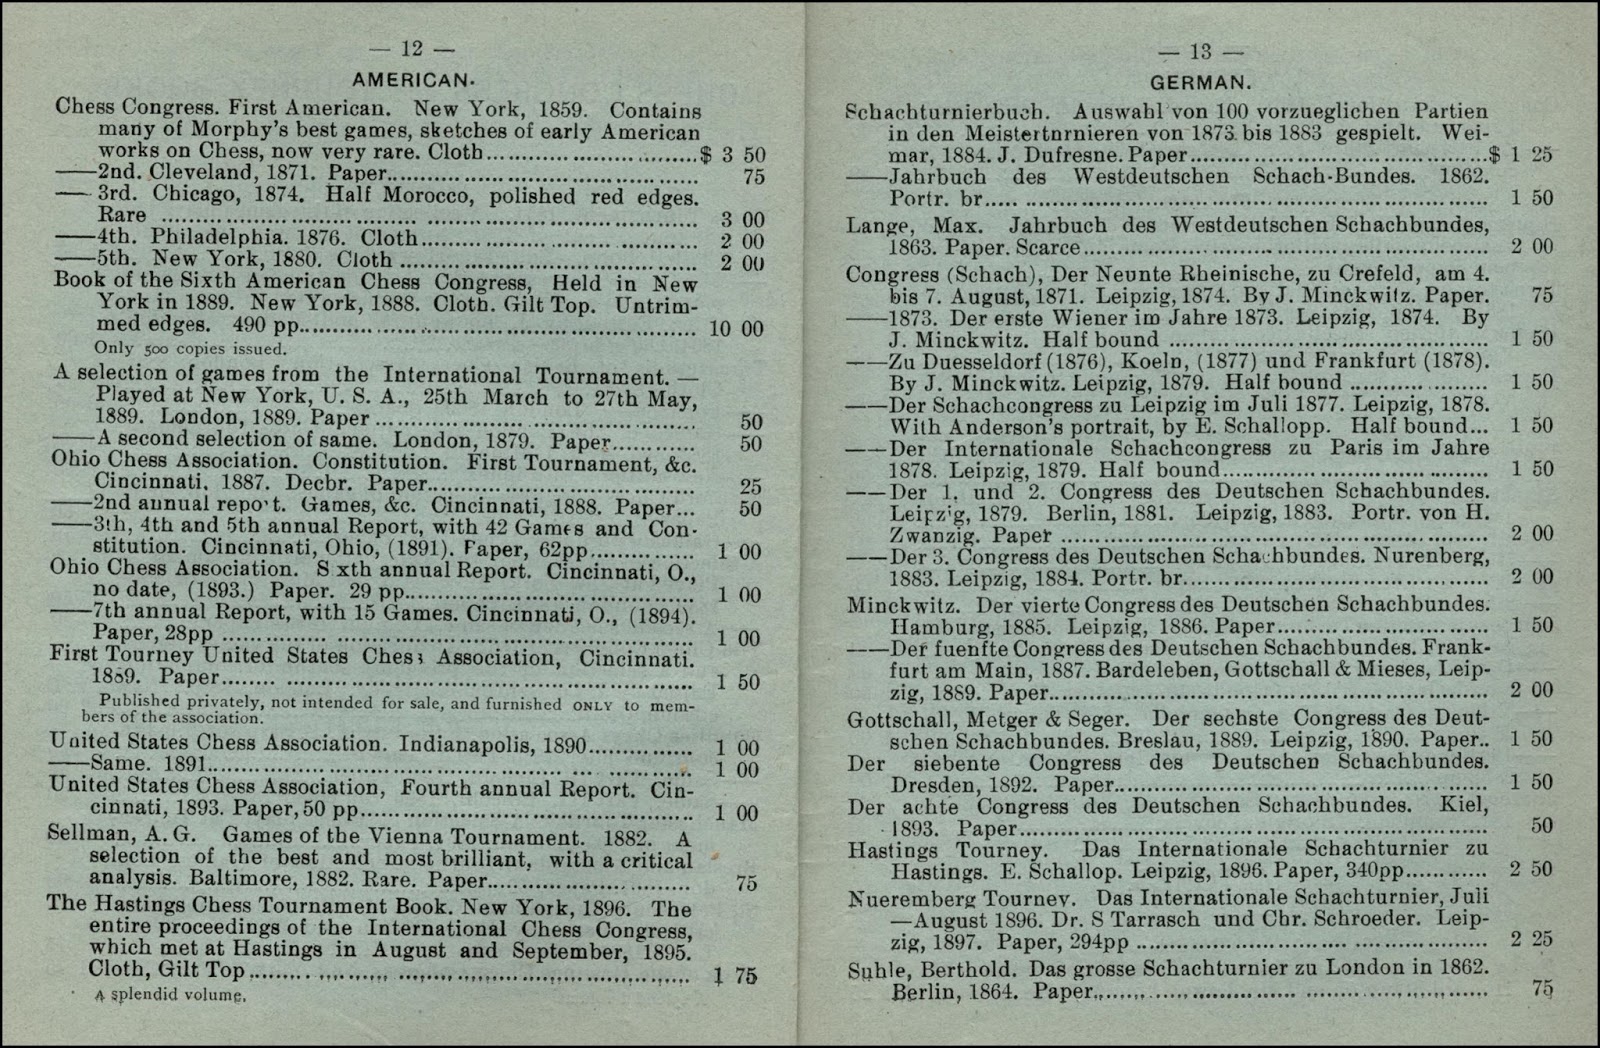 — 12 —
AMERICAN.
Chess Congress. First American. New York, 1859. Contains
many of Morphy's best games, sketches of early American
works on Chess, now very rare. Cloth........................$ 3 50
——2nd. Cleveland, 1871. Paper........................ 75
—— 3rd. Chicago, 1874. Half Morocco, polished red edges.
Rare ........................ 3 00
——4th. Philadelphia. 1876. Cloth........................ 2 00
——5th. New York, 1880. Cloth ........................ 2 00
Book of the Sixth American Chess Congress, Held in New
York in 1889. New York, 1888. Cloth. Gilt Top. Untrim-
med edges. 490 pp........................ 10 00
Only 500 copies issued.
A selection of games from the International Tournament. —
Played at New York, U. S. A., 25th March to 27th May,
1889. London, 1889. Paper ........................ 50
——A second selection of same. London, 1879. Paper............ 50
Ohio Chess Association. Constitution. First Tournament, &c.
Cincinnati. 1887. Decbr. Paper........................ 25
——2nd annual report. Games, &c. Cincinnati, 1888. Paper... 50
——3th, 4th and 5th annual Report, with 42 Games and Con-
stitution. Cincinnati, Ohio, (1891). Paper, 62pp............... 1 00
Ohio Chess Association. S xth annual Report. Cincinnati, O.,
no date, (1893.) Paper. 29 pp........................ 1 00
——7th annual Report, with 15 Games. Cincinnati, O., (1894).
Paper, 28pp ........................ 1 00
First Tourney United States Chess Association, Cincinnati.
1889. Paper........................ 1 50
Published privately, not intended for sale, and furnished ONLY to mem-
bers of the association.
United States Chess Association. Indianapolis, 1890............... 1 00
——Same. 1891........................ 1 00
United States Chess Association, Fourth annual Report. Cin-
cinnati, 1893. Paper, 50 pp........................ 1 00
Sellman, A. G. Games of the Vienna Tournament. 1882. A
selection of the best and most brilliant, with a critical
analysis. Baltimore, 1882. Rare. Paper........................ 75
The Hastings Chess Tournament Book. New York, 1896. The
entire proceedings of the International Chess Congress,
which met at Hastings in August and September, 1895.
Cloth, Gilt Top........................ 1 75
A splendid volume.
— 13 —
GERMAN.
Schachturnierbuch. Auswahl von 100 vorzueglichen Partien
in den Meistertnrnieren von 1873 bis 1883 gespielt. Wei-
mar, 1884. J. Dufresne. Paper........................$ 1 25
——Jahrbuch des Westdeutschen Schach-Bundes. 1862.
Portr. br........................ 1 50
Lange, Max. Jahrbuch des Westdeutschen Schachbundes,
1863. Paper. Scarce........................ 2 00
Congress (Schach), Der Neunte Rheinische, zu Crefeld, am 4.
bis 7. August, 1871. Leipzig, 1874. By J. Minckwitz. Paper. 75
——1873. Der erste Wiener im Jahre 1873. Leipzig, 1874. By
J. Minckwitz. Half bound ........................ 1 50
——Zu Duesseldorf (1876), Koeln, (1877) und Frankfurt (1878).
By J. Minckwitz. Leipzig, 1879. Half bound .................. 1 50
——Der Schachcongress zu Leipzig im Juli 1877. Leipzig, 1878.
With Anderson's portrait, by E. Schallopp. Half bound... 1 50
——Der Internationale Schachcongress zu Paris im Jahre
1878. Leipzig, 1879. Half bound........................ 1 50
——Der 1. und 2. Congress des Deutschen Schachbundes.
Leipzig, 1879. Berlin, 1881. Leipzig, 1883. Portr. von H.
Zwanzig. Paper ........................ 2 00
——Der 3. Congress des Deutschen Schachbundes. Nurenberg,
1883. Leipzig, 1884. Portr. br........................ 2 00
Minckwitz. Der vierte Congress des Deutschen Schachbundes.
Hamburg, 1885. Leipzig, 1886. Paper........................ 1 50
——Der fuenfte Congress des Deutschen Schachbundes. Frank-
furt am Main, 1887. Bardeleben, Gottschall & Mieses, Leip-
zig, 1889. Paper........................ 2 00
Gottschall, Metger & Seger. Der sechste Congress des Deut-
schen Schachbundes. Breslau, 1889. Leipzig, 1890. Paper.. 1 50
Der siebente Congress des Deutschen Schachbundes.
Dresden, 1892. Paper........................ 1 50
Der achte Congress des Deutschen Schachbundes. Kiel,
1893. Paper........................ 50
Hastings Tourney. Das Internationale Schachturnier zu
Hastings. E. Schallop. Leipzig, 1896. Paper, 340pp............ 2 50
Nueremberg Tourney. Das Internationale Schachturnier, Juli
—August 1896. Dr. S Tarrasch und Chr. Schroeder. Leip-
zig, 1897. Paper, 294pp ........................ 2 25
Suhle, Berthold. Das grosse Schachturnier zu London in 1862.
Berlin, 1864. Paper........................ 75